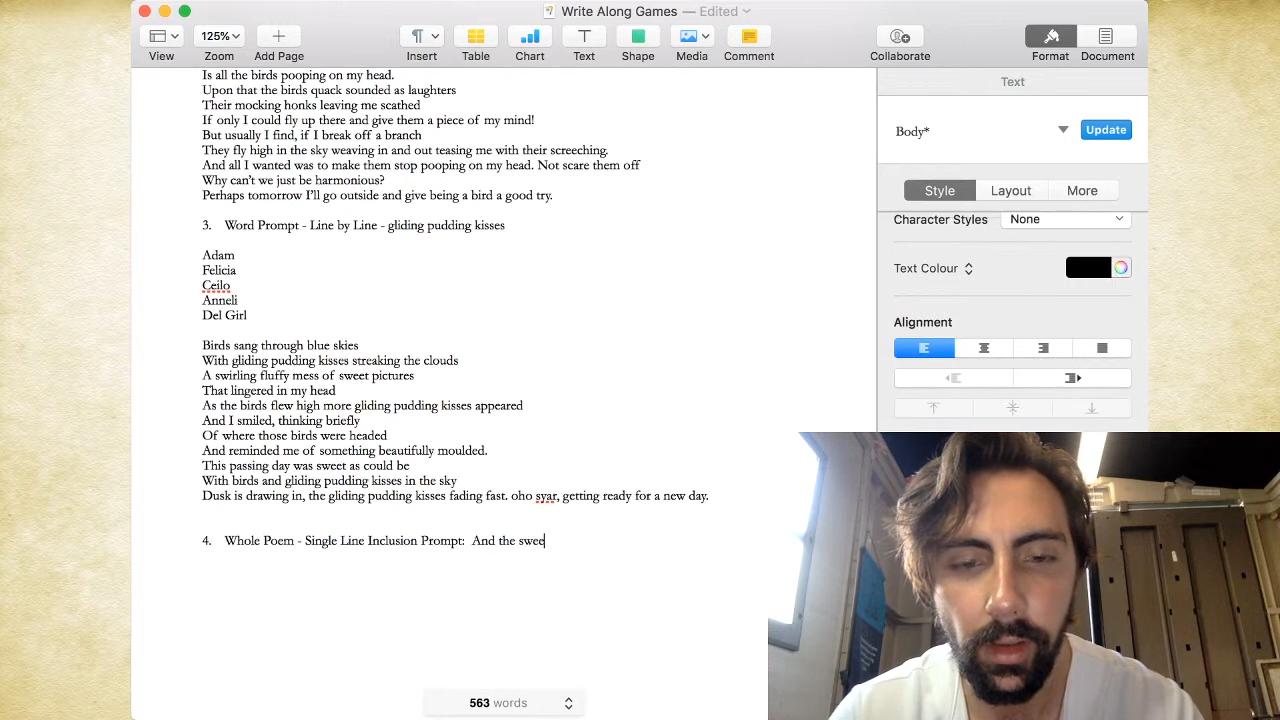 Write Along Games — Edited
View
125%
Zoom
Add Page
Insert
Table
Chart
Text
Shape
Media
Comment
Collaborate
Format
Document
Is all the birds pooping on my head.
Upon that the birds quack sounded as laughters
Their mocking honks leaving me scathed
If only I could fly up there and give them a piece of my mind!
But usually I find, if I break off a branch
They fly high in the sky weaving in and out teasing me with their screeching.
And all I wanted was to make them stop pooping on my head. Not scare them off
Why can't we just be harmonious?
Perhaps tomorrow I'll go outside and give being a bird a good try.
3. Word Prompt - Line by Line - gliding pudding kisses
Adam
Felicia
Ceilo
Anneli
Del Girl
Birds sang through blue skies
With gliding pudding kisses streaking the clouds
A swirling fluffy mess of sweet pictures
That lingered in my head
As the birds flew high more gliding pudding kisses appeared
And I smiled, thinking briefly
Of where those birds were headed
And reminded me of something beautifully moulded.
This passing day was sweet as could be
With birds and gliding pudding kisses in the sky
Dusk is drawing in, the gliding pudding kisses fading fast. oho syar, getting ready for a new day.
4. Whole Poem - Single Line Inclusion Prompt: And the swee
563 words
Text
Body*
Update
Style
Layout
More
Character Styles
None
Text Colour
Alignment